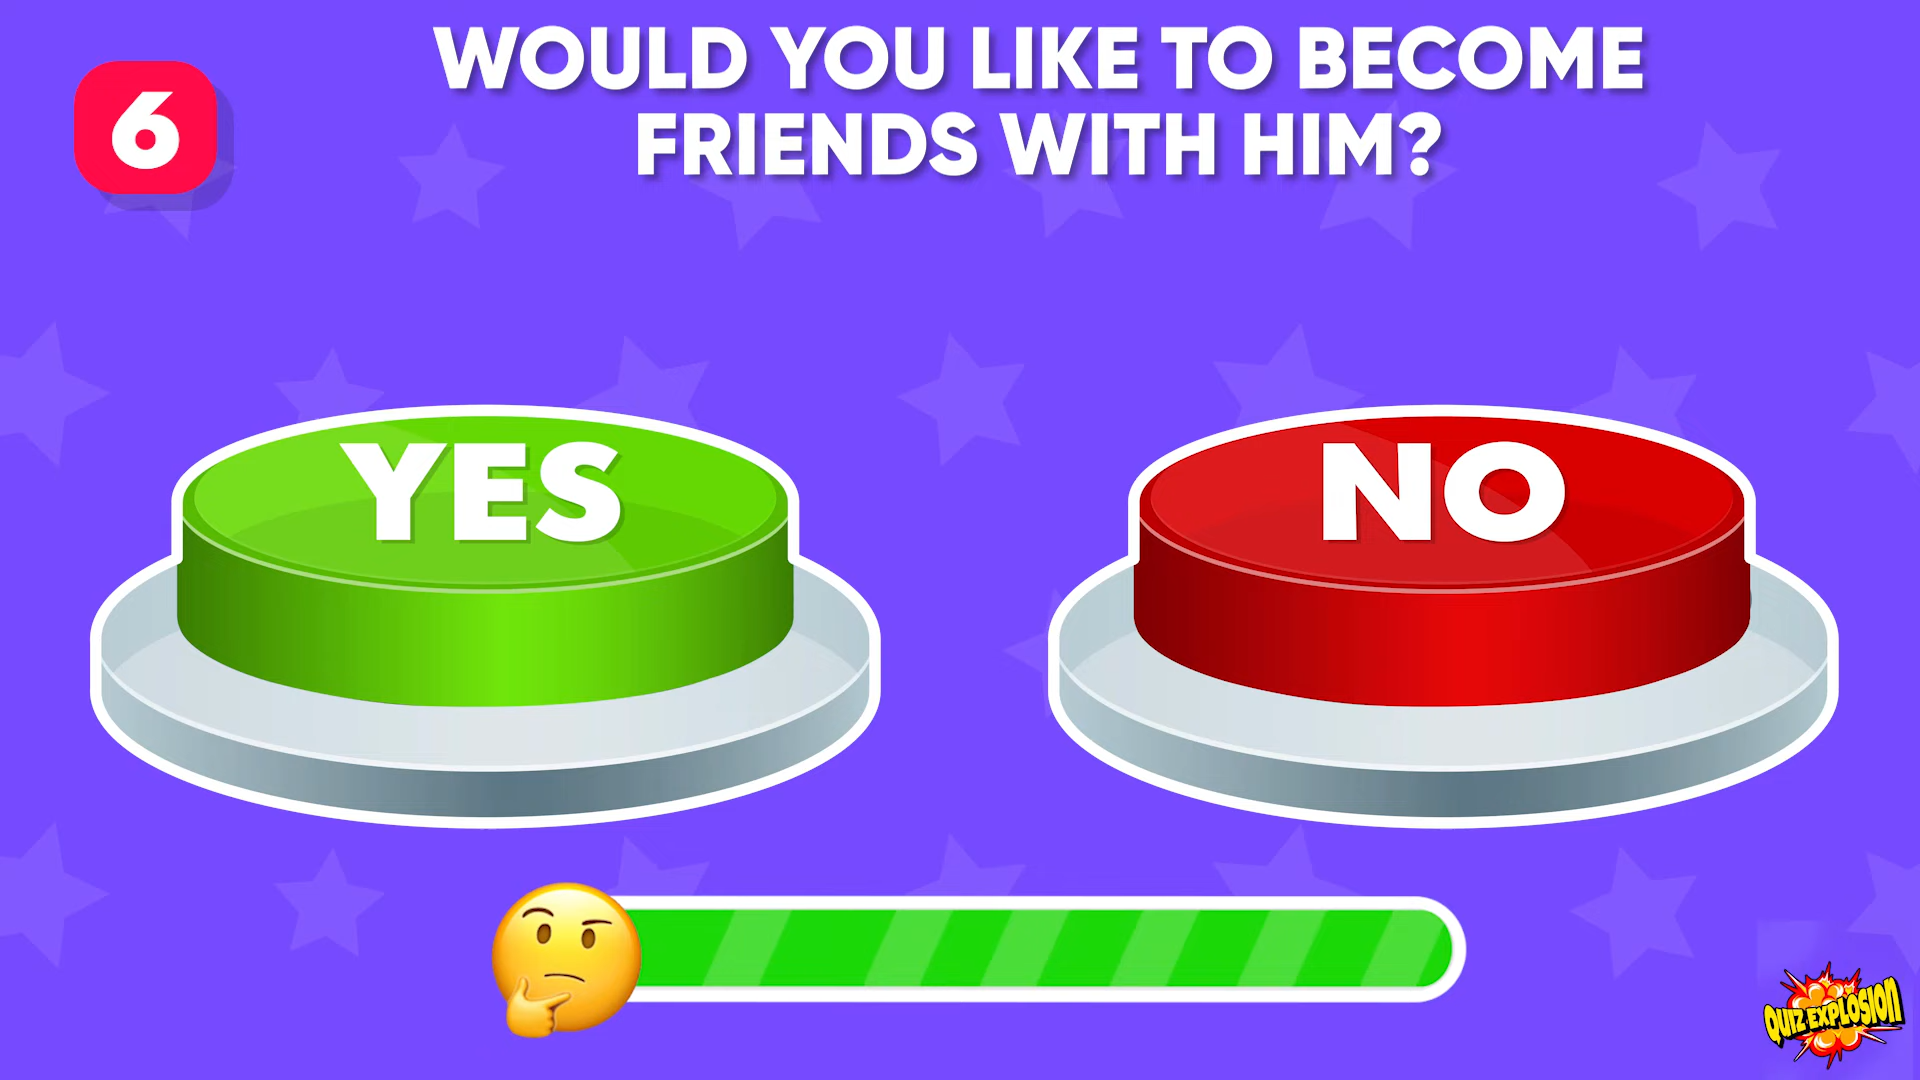 6
WOULD YOU LIKE TO BECOME
FRIENDS WITH HIM?
YES
NO
QUIZ EXPLOSION